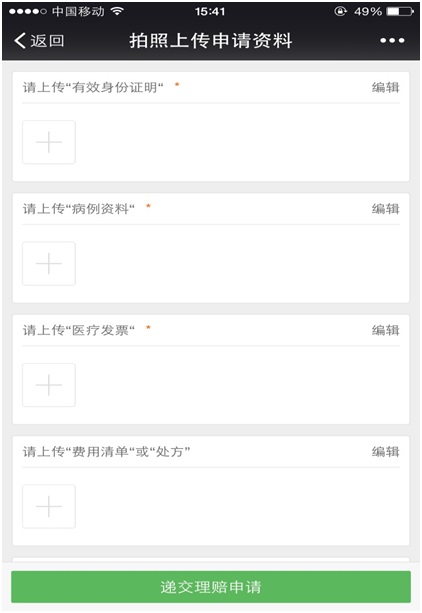 中国移动 15:41 49%
返回 拍照上传申请资料
请上传“有效身份证明“ * 编辑
请上传“病例资料“ * 编辑
请上传“医疗发票“ * 编辑
请上传“费用清单“或“处方” 编辑
递交理赔申请